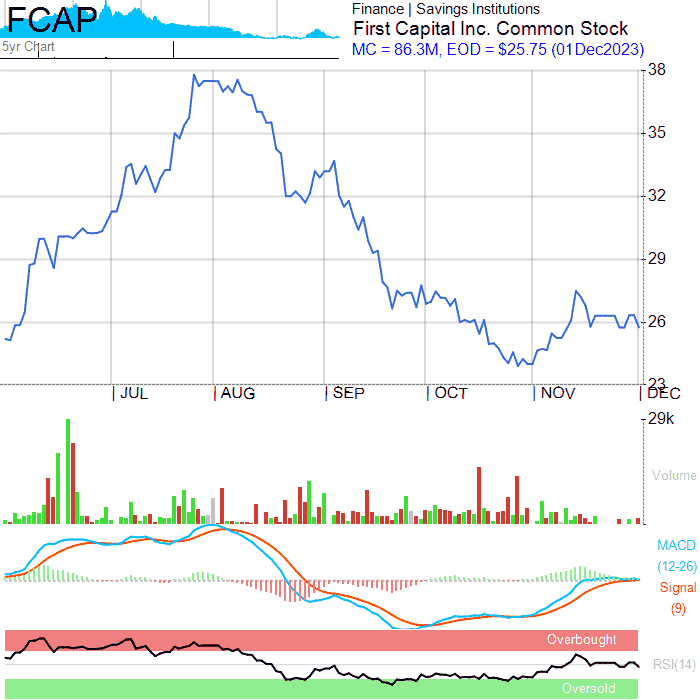 FCAP
5yr Chart
Finance | Savings Institutions
First Capital Inc. Common Stock
MC = 86.3M, EOD = $25.75 (01Dec2023)
38
35
32
29
26
23
JUL AUG SEP OCT NOV DEC
29k
Volume
MACD
(12-26)
Signal
(9)
Overbought
RSI(14)
Oversold